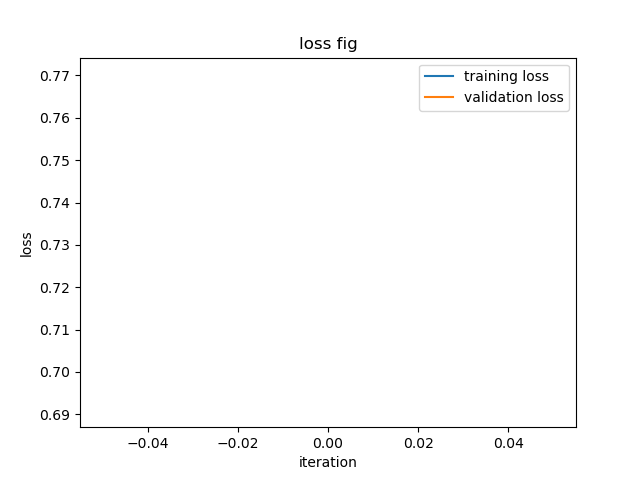 loss fig
training loss
validation loss
0.77
0.76
0.75
0.74
0.73
0.72
0.71
0.70
0.69
loss
−0.04 −0.02 0.00 0.02 0.04
iteration